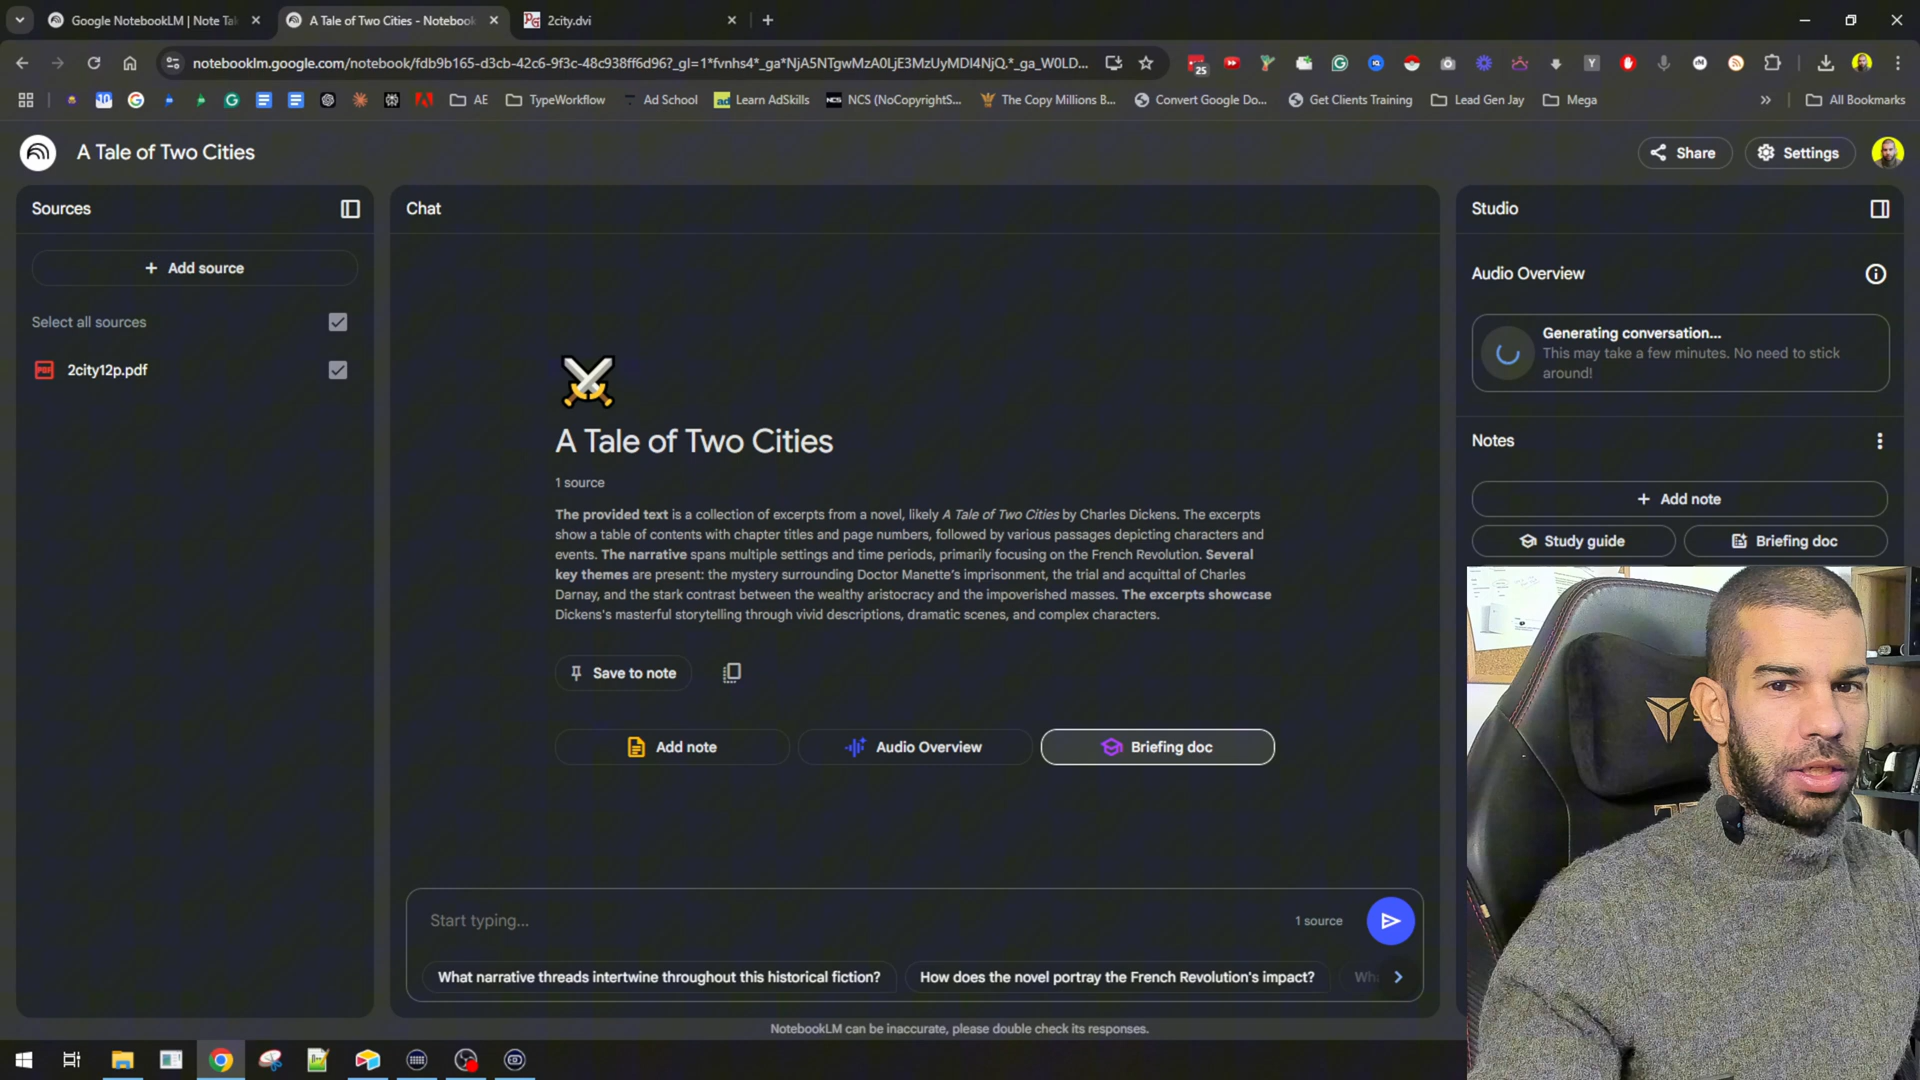 Google NotebookLM | Note Tak
A Tale of Two Cities - Notebook
2city.dvi
notebooklm.google.com/notebook/fdb9b165-d3cb-42c6-9f3c-48c938ff6d96?_gl=1*fvnhs4*_ga*NjA5NTgwMzA0LjE3MzUyMDI4NjQ.*_ga_W0LD...
25
AE
TypeWorkflow
Ad School
Learn AdSkills
NCS (NoCopyrightS...
The Copy Millions B...
Convert Google Do...
Get Clients Training
Lead Gen Jay
Mega
All Bookmarks
A Tale of Two Cities
Share
Settings
Sources
Chat
Studio
Add source
Audio Overview
Select all sources
Generating conversation...
This may take a few minutes. No need to stick
around!
2city12p.pdf
Notes
A Tale of Two Cities
1 source
Add note
Study guide
Briefing doc
The provided text is a collection of excerpts from a novel, likely A Tale of Two Cities by Charles Dickens. The excerpts
show a table of contents with chapter titles and page numbers, followed by various passages depicting characters and
events. The narrative spans multiple settings and time periods, primarily focusing on the French Revolution. Several
key themes are present: the mystery surrounding Doctor Manette's imprisonment, the trial and acquittal of Charles
Darnay, and the stark contrast between the wealthy aristocracy and the impoverished masses. The excerpts showcase
Dickens's masterful storytelling through vivid descriptions, dramatic scenes, and complex characters.
Save to note
Add note
Audio Overview
Briefing doc
Start typing...
1 source
What narrative threads intertwine throughout this historical fiction?
How does the novel portray the French Revolution's impact?
NotebookLM can be inaccurate, please double check its responses.